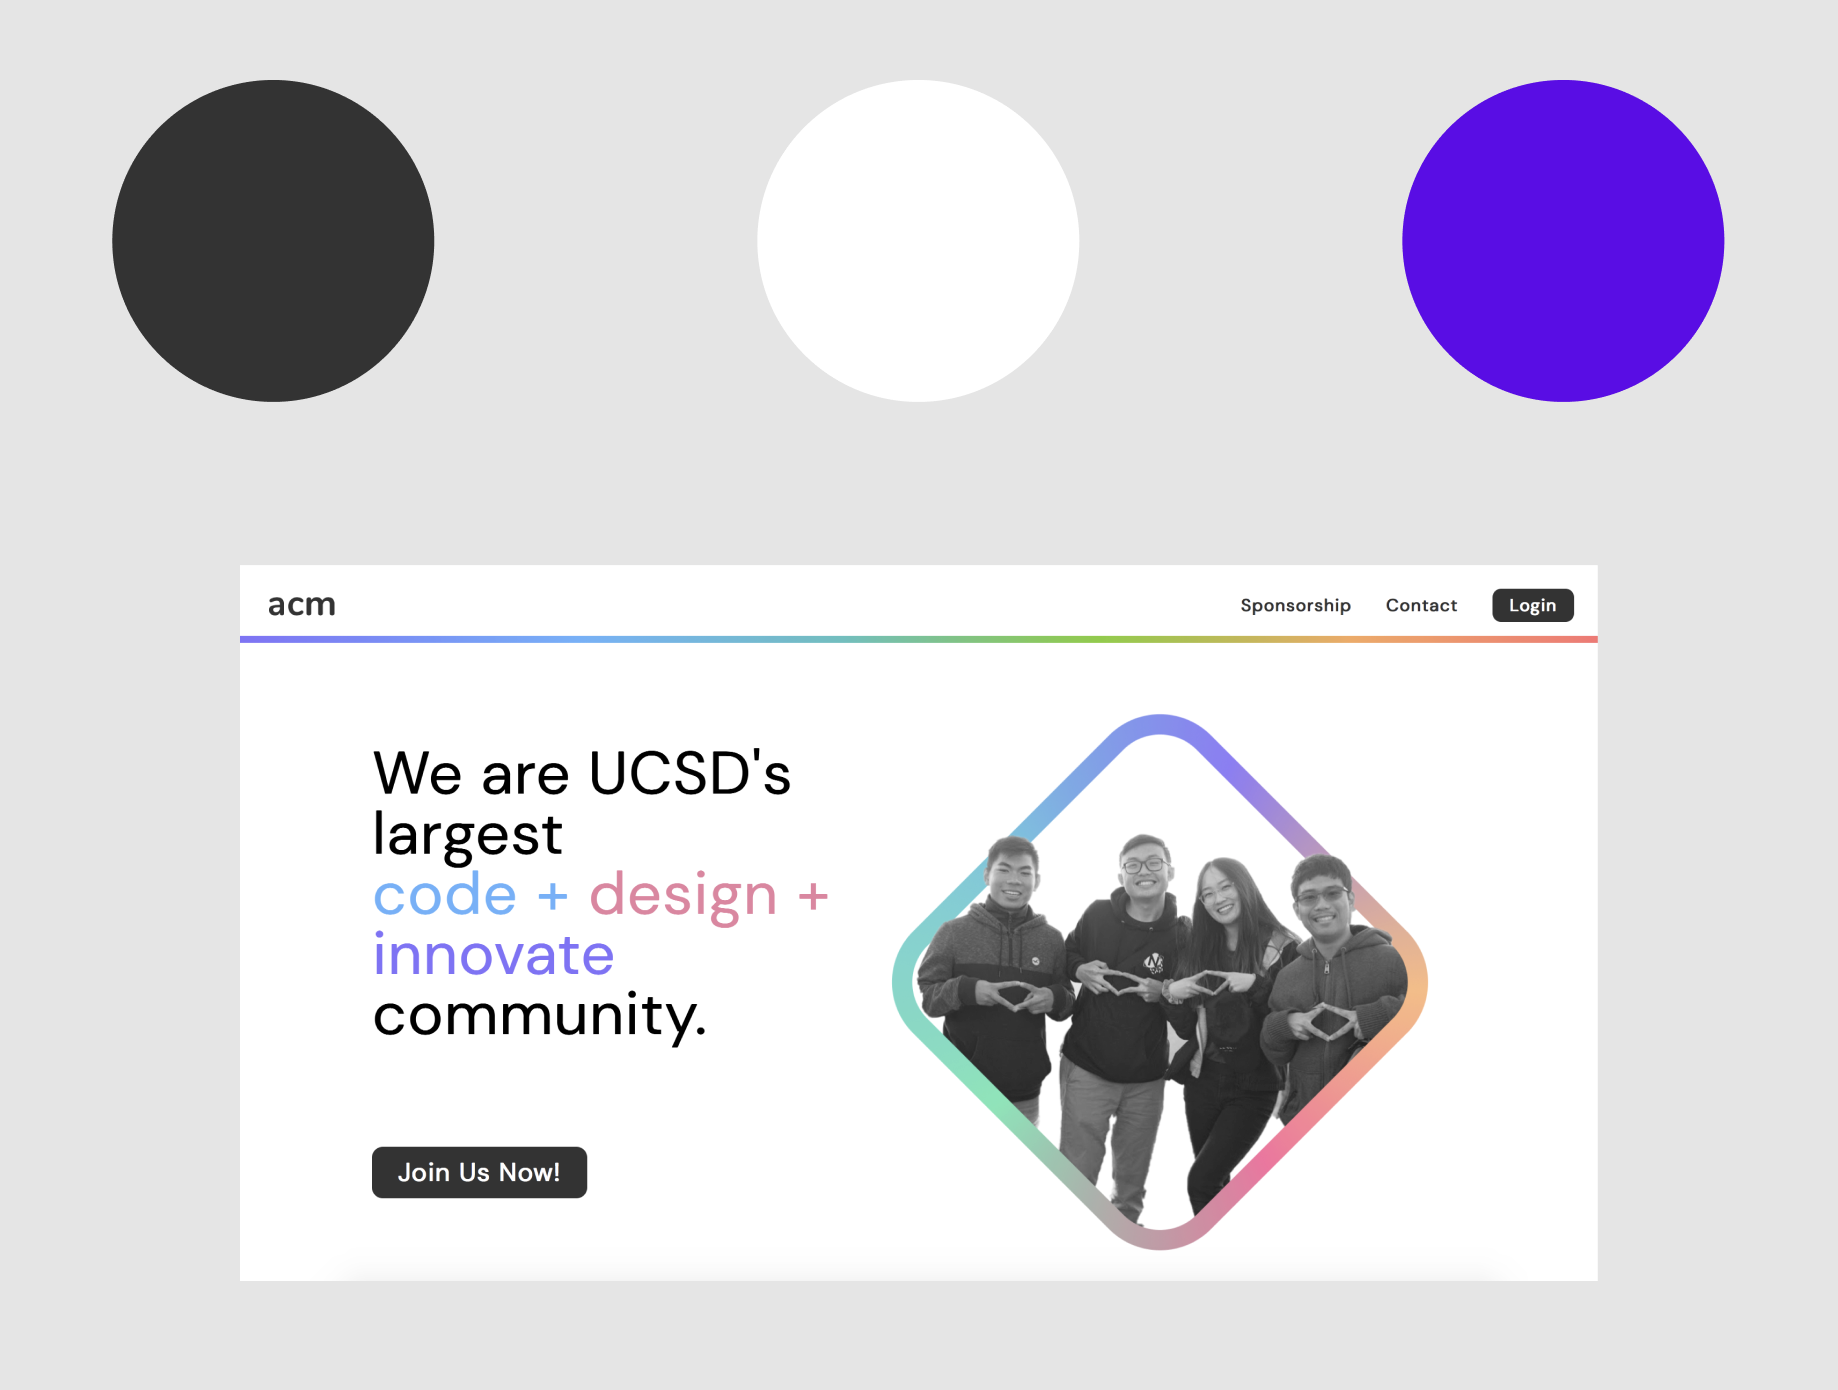 acm
Sponsorship Contact Login
We are UCSD's
largest
code + design +
innovate
community.
Join Us Now!